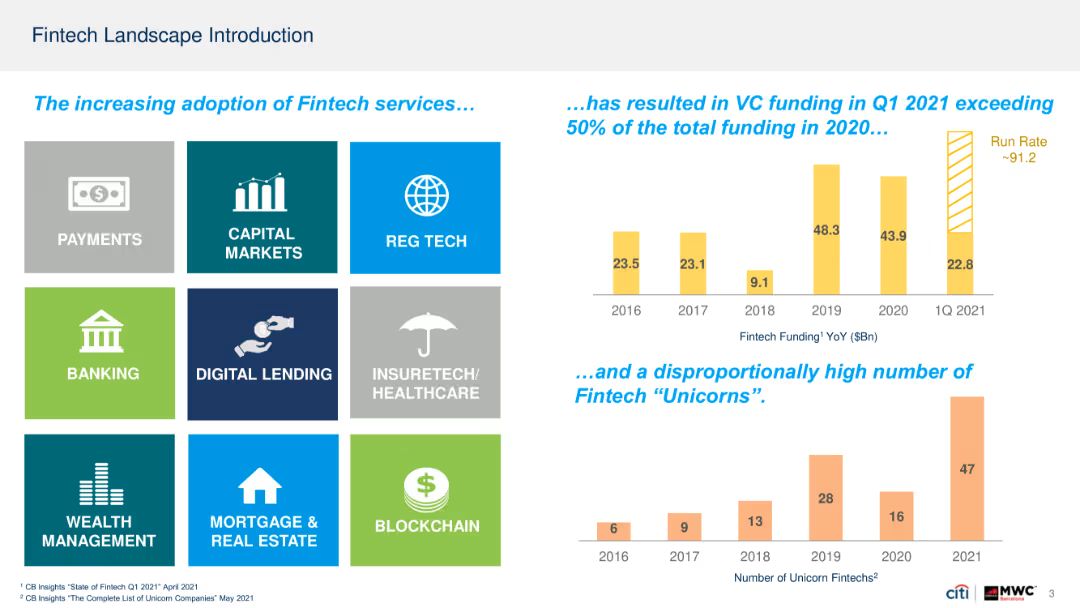 Fintech Landscape Introduction
The increasing adoption of Fintech services…
PAYMENTS
CAPITAL
MARKETS
REG TECH
BANKING
DIGITAL LENDING
INSURETECH/
HEALTHCARE
WEALTH
MANAGEMENT
MORTGAGE &
REAL ESTATE
$
BLOCKCHAIN
…has resulted in VC funding in Q1 2021 exceeding
50% of the total funding in 2020…
Run Rate
~91.2
23.5
23.1
9.1
48.3
43.9
22.8
2016 2017 2018 2019 2020 1Q 2021
Fintech Funding¹ YoY ($Bn)
…and a disproportionally high number of
Fintech “Unicorns”.
6
9
13
28
16
47
2016 2017 2018 2019 2020 2021
Number of Unicorn Fintechs²
¹ CB Insights “State of Fintech Q1 2021” April 2021
² CB Insights “The Complete List of Unicorn Companies” May 2021
citi
MWC
Barcelona
3